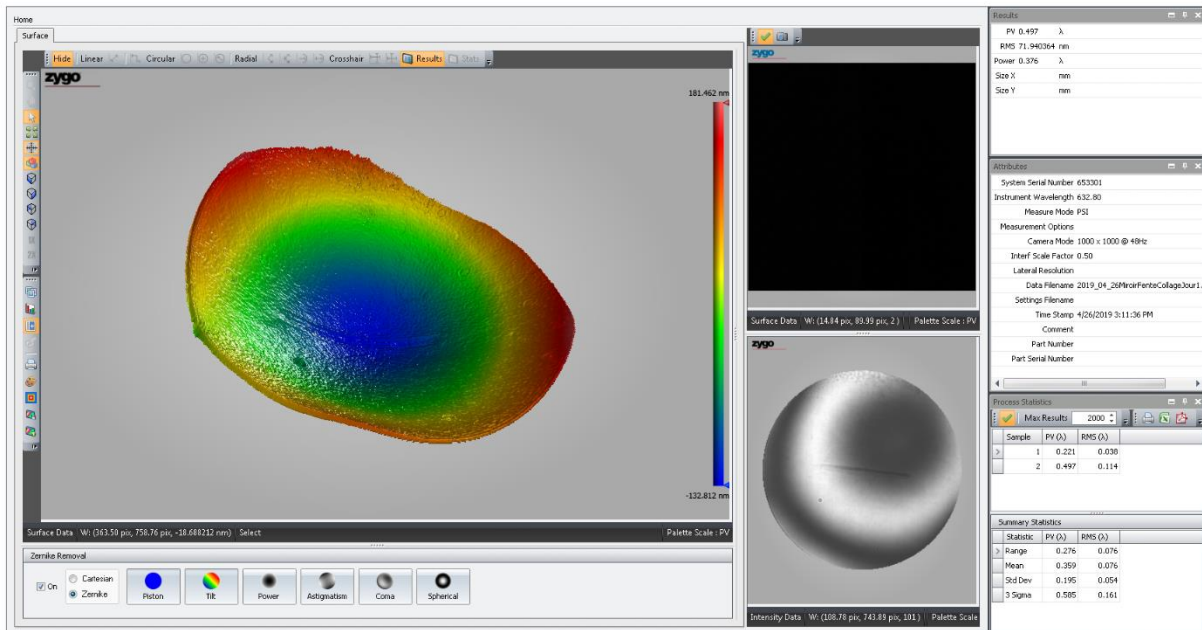 Home
Surface
Hide Linear Circular Radial Crosshair Results Stats
zygo
181.462 nm
-132.812 nm
1X
2X
Surface Data W: (363.50 pix, 758.76 pix, -18.688212 nm) Select Palette Scale : PV
Zernike Removal
On
Cartesian
Zernike
Piston Tilt Power Astigmatism Coma Spherical
zygo
Surface Data W: (14.84 pix, 89.99 pix, 2 ) Palette Scale : PV
zygo
Intensity Data W: (108.78 pix, 743.89 pix, 101 ) Palette Scale
Results
PV 0.497 λ
RMS 71.940364 nm
Power 0.376 λ
Size X mm
Size Y mm
Attributes
System Serial Number 653301
Instrument Wavelength 632.80
Measure Mode PSI
Measurement Options
Camera Mode 1000 x 1000 @ 48Hz
Interf Scale Factor 0.50
Lateral Resolution
Data Filename 2019_04_26MiroirFenteCollageJour1.
Settings Filename
Time Stamp 4/26/2019 3:11:36 PM
Comment
Part Number
Part Serial Number
Process Statistics
Max Results 2000
Sample PV (λ) RMS (λ)
1 0.221 0.038
2 0.497 0.114
Summary Statistics
Statistic PV (λ) RMS (λ)
Range 0.276 0.076
Mean 0.359 0.076
Std Dev 0.195 0.054
3 Sigma 0.585 0.161